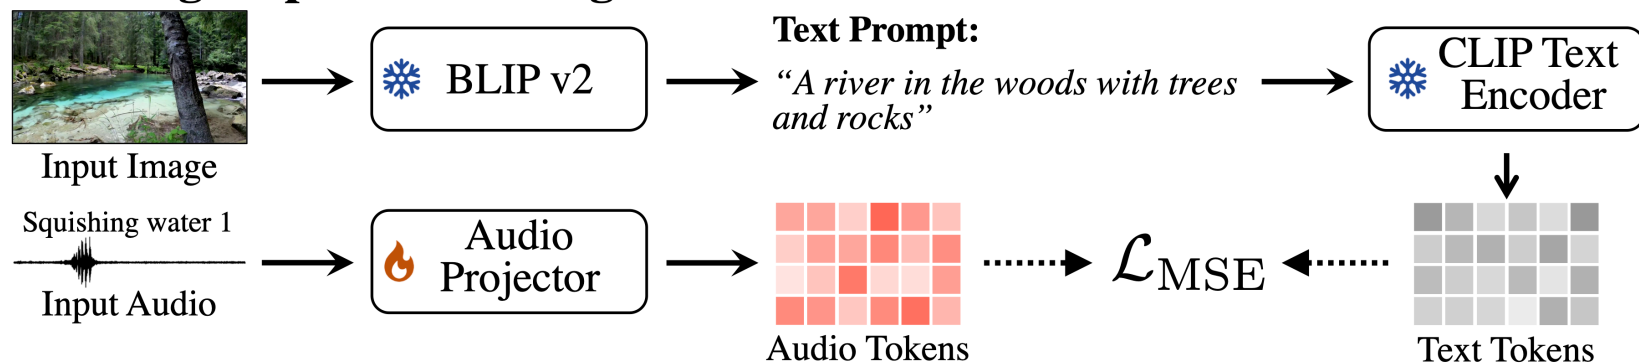 Input Image
BLIP v2
Text Prompt:
“A river in the woods with trees
and rocks”
CLIP Text
Encoder
Squishing water 1
Input Audio
Audio
Projector
Audio Tokens
ℒMSE
Text Tokens